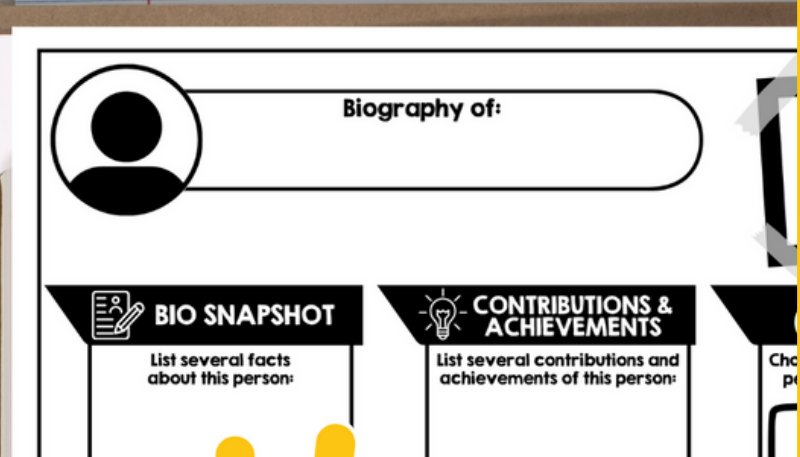 Biography of:
BIO SNAPSHOT
CONTRIBUTIONS &
ACHIEVEMENTS
List several facts
about this person:
List several contributions and
achievements of this person: